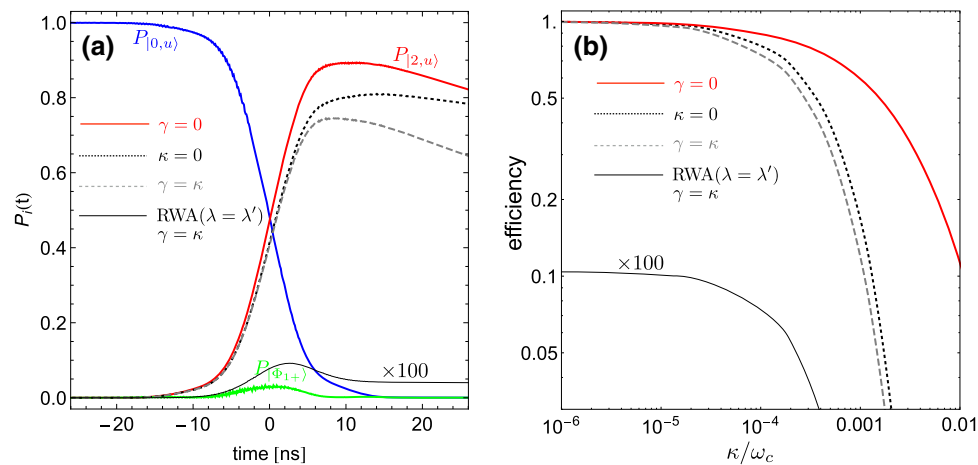 (a)
P|0,u⟩
P|2,u⟩
γ = 0
κ = 0
γ = κ
RWA(λ = λ′)
γ = κ
P|Φ1+⟩
×100
Pi(t)
1.0
0.8
0.6
0.4
0.2
0.0
-20
-10
0
10
20
time [ns]
(b)
γ = 0
κ = 0
γ = κ
RWA(λ = λ′)
γ = κ
×100
efficiency
1
0.5
0.1
0.05
10-6
10-5
10-4
0.001
0.01
κ/ωc